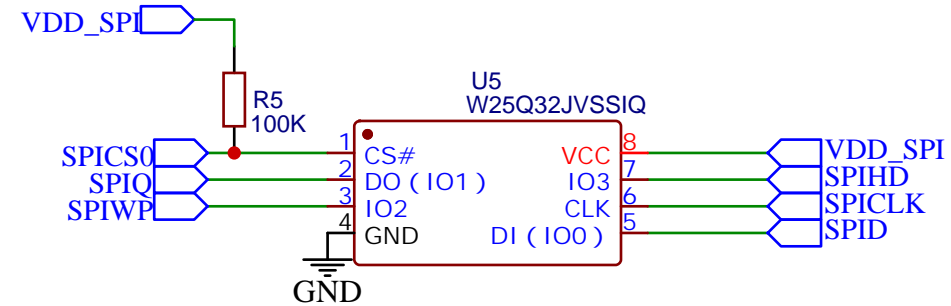 VDD_SPI
R5
100K
U5
W25Q32JVSSIQ
SPICS0 1 CS# VCC 8 VDD_SPI
SPIQ 2 DO(IO1) IO3 7 SPIHD
SPIWP 3 IO2 CLK 6 SPICLK
4 GND DI(IO0) 5 SPID
GND